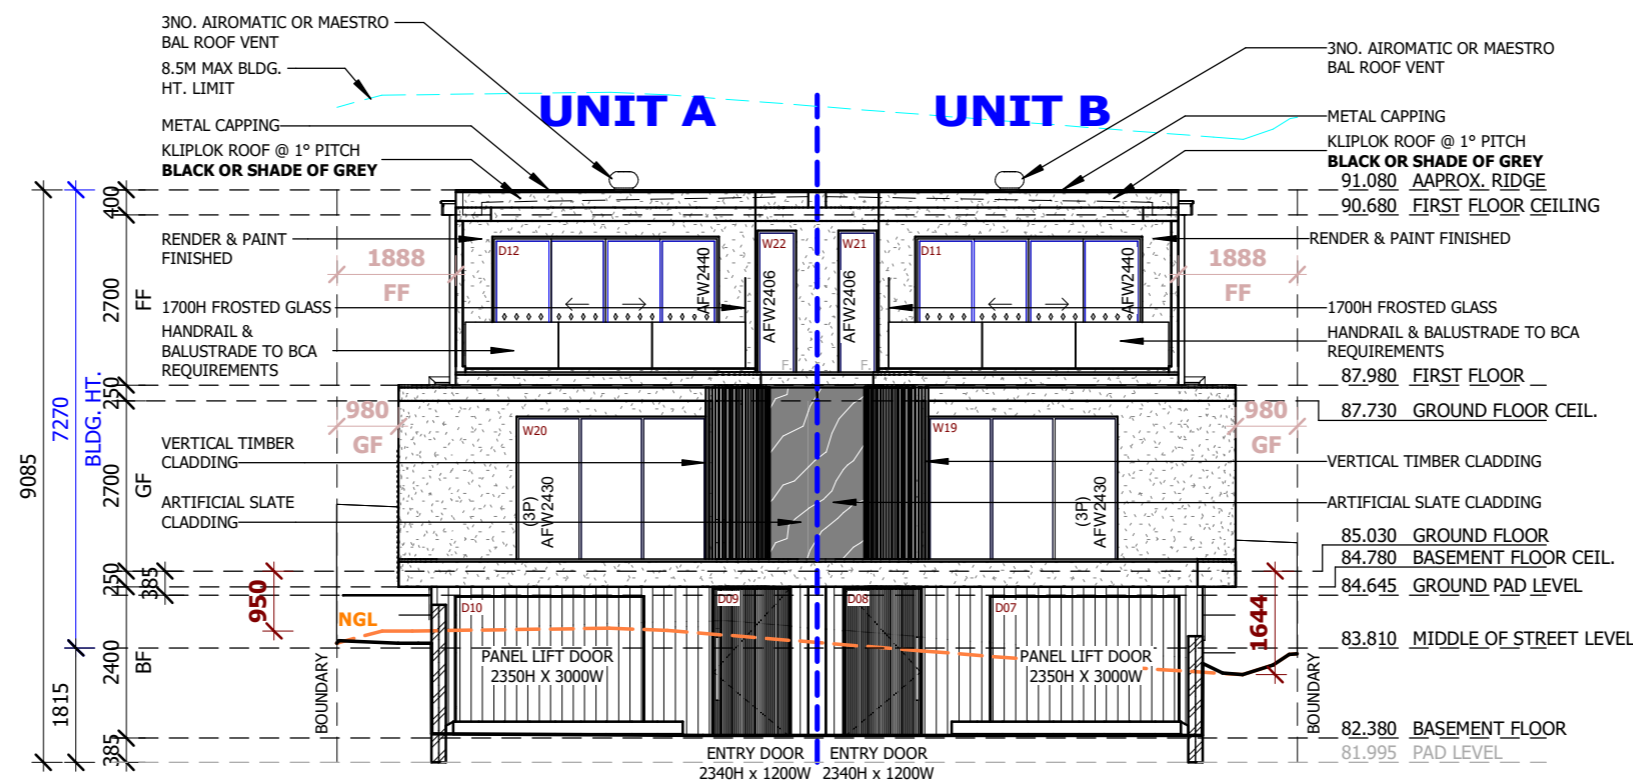 3NO. AIROMATIC OR MAESTRO
BAL ROOF VENT
8.5M MAX BLDG.
HT. LIMIT
METAL CAPPING
KLIPLOK ROOF @ 1° PITCH
BLACK OR SHADE OF GREY
UNIT A
UNIT B
3NO. AIROMATIC OR MAESTRO
BAL ROOF VENT
METAL CAPPING
KLIPLOK ROOF @ 1° PITCH
BLACK OR SHADE OF GREY
91.080 AAPROX. RIDGE
90.680 FIRST FLOOR CEILING
RENDER & PAINT
FINISHED
RENDER & PAINT FINISHED
1888
FF
1888
FF
1700H FROSTED GLASS
HANDRAIL &
BALUSTRADE TO BCA
REQUIREMENTS
1700H FROSTED GLASS
HANDRAIL & BALUSTRADE TO BCA
REQUIREMENTS
D12
AFW2440
W22
AFW2406
F
W21
AFW2406
F
D11
AFW2440
87.980 FIRST FLOOR
87.730 GROUND FLOOR CEIL.
980
GF
980
GF
VERTICAL TIMBER
CLADDING
ARTIFICIAL SLATE
CLADDING
W20
(3P)
AFW2430
W19
(3P)
AFW2430
VERTICAL TIMBER CLADDING
ARTIFICIAL SLATE CLADDING
85.030 GROUND FLOOR
84.780 BASEMENT FLOOR CEIL.
84.645 GROUND PAD LEVEL
83.810 MIDDLE OF STREET LEVEL
82.380 BASEMENT FLOOR
81.995 PAD LEVEL
9085
7270
BLDG. HT.
1815
400
2700
FF
250
2700
GF
250
385
2400
BF
385
950
1644
NGL
BOUNDARY
BOUNDARY
D10
PANEL LIFT DOOR
2350H X 3000W
D09
D08
D07
PANEL LIFT DOOR
2350H X 3000W
ENTRY DOOR
2340H x 1200W
ENTRY DOOR
2340H x 1200W